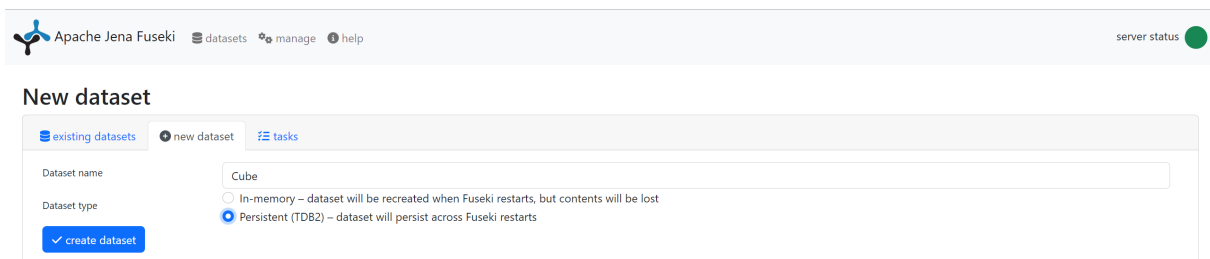 Apache Jena Fuseki datasets manage help server status
New dataset
existing datasets new dataset tasks
Dataset name Cube
In-memory – dataset will be recreated when Fuseki restarts, but contents will be lost
Dataset type
Persistent (TDB2) – dataset will persist across Fuseki restarts
create dataset